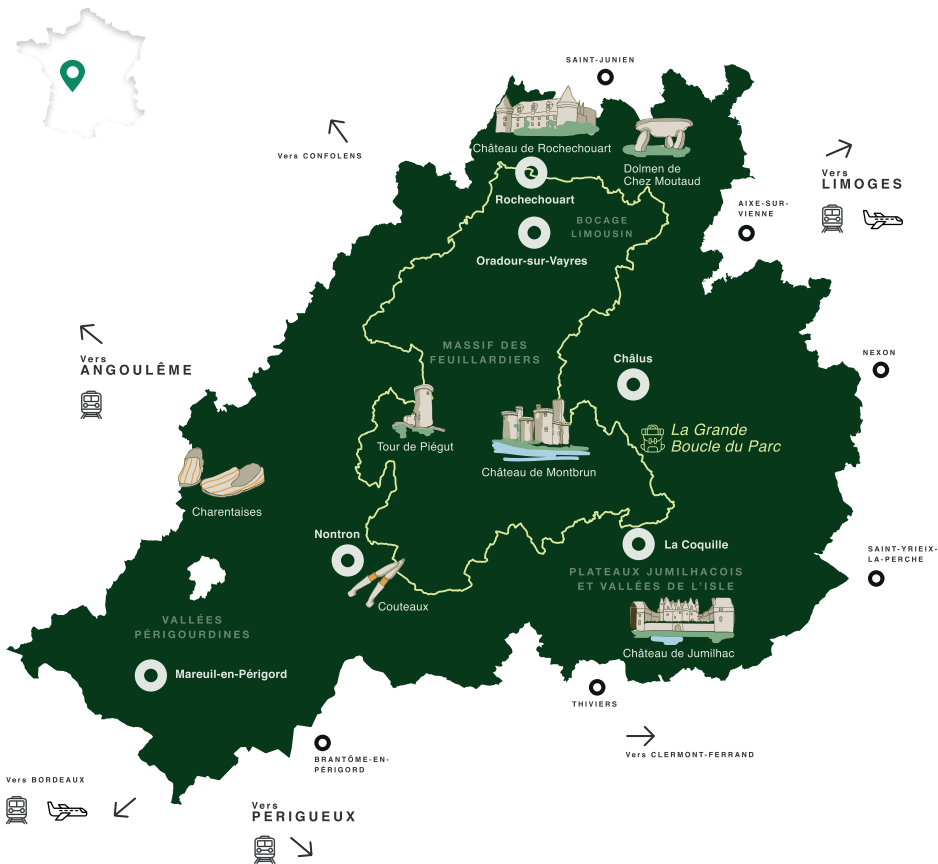 SAINT-JUNIEN
Vers CONFOLENS
Château de Rochechouart
Dolmen de
Chez Moutaud
Vers
LIMOGES
Rochechouart
AIXE-SUR-
VIENNE
BOCAGE
LIMOUSIN
Oradour-sur-Vayres
Vers
ANGOULÊME
MASSIF DES
FEUILLARDIERS
Châlus
NEXON
La Grande
Boucle du Parc
Tour de Piégut
Château de Montbrun
Charentaises
Nontron
La Coquille
SAINT-YRIEIX-
LA-PERCHE
PLATEAUX JUMILHACOIS
ET VALLÉES DE L'ISLE
Couteaux
VALLÉES
PÉRIGOURDINES
Château de Jumilhac
Mareuil-en-Périgord
THIVIERS
BRANTÔME-EN-
PÉRIGORD
Vers CLERMONT-FERRAND
Vers BORDEAUX
Vers
PERIGUEUX